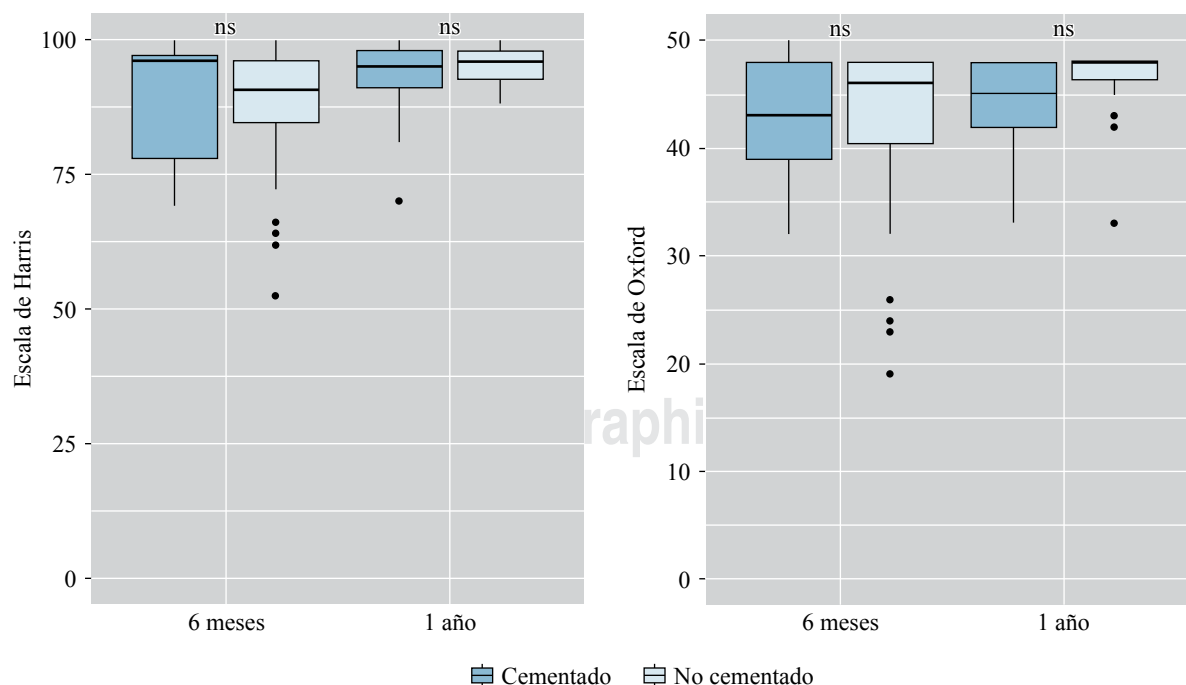 ns ns
100
75
50
25
0
Escala de Harris
6 meses 1 año
ns ns
50
40
30
20
10
0
Escala de Oxford
6 meses 1 año
raphi
Cementado No cementado